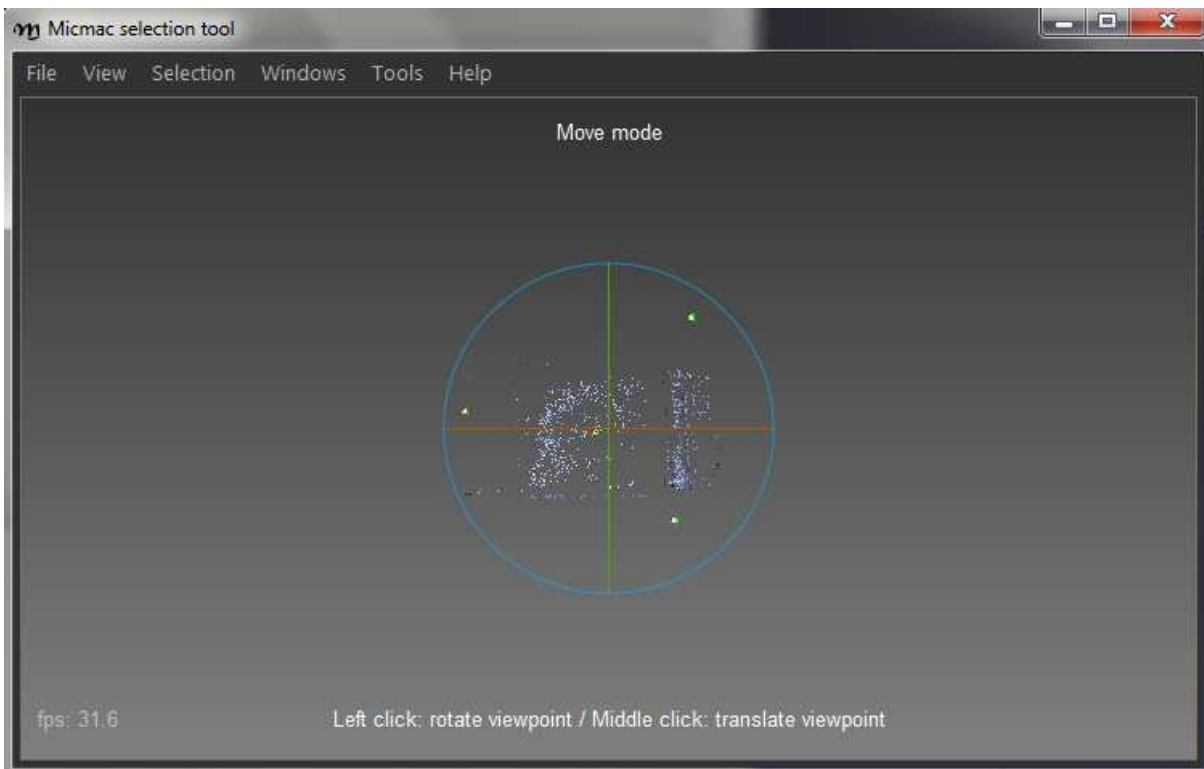 Micmac selection tool
File View Selection Windows Tools Help
Move mode
fps: 31.6
Left click: rotate viewpoint / Middle click: translate viewpoint